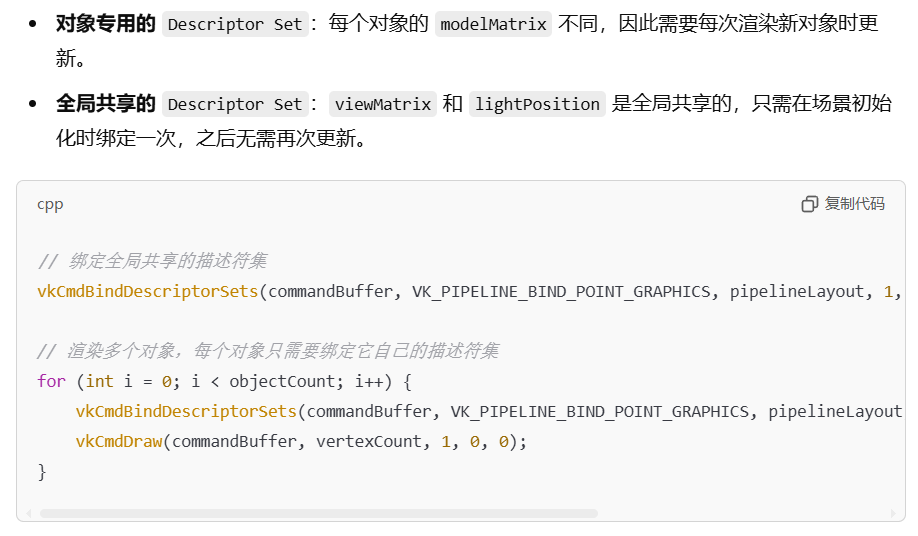 • 对象专用的 Descriptor Set：每个对象的 modelMatrix 不同，因此需要每次渲染新对象时更
新。
• 全局共享的 Descriptor Set：viewMatrix 和 lightPosition 是全局共享的，只需在场景初始
化时绑定一次，之后无需再次更新。
cpp 复制代码
// 绑定全局共享的描述符集
vkCmdBindDescriptorSets(commandBuffer, VK_PIPELINE_BIND_POINT_GRAPHICS, pipelineLayout, 1,
// 渲染多个对象，每个对象只需要绑定它自己的描述符集
for (int i = 0; i < objectCount; i++) {
    vkCmdBindDescriptorSets(commandBuffer, VK_PIPELINE_BIND_POINT_GRAPHICS, pipelineLayout
    vkCmdDraw(commandBuffer, vertexCount, 1, 0, 0);
}